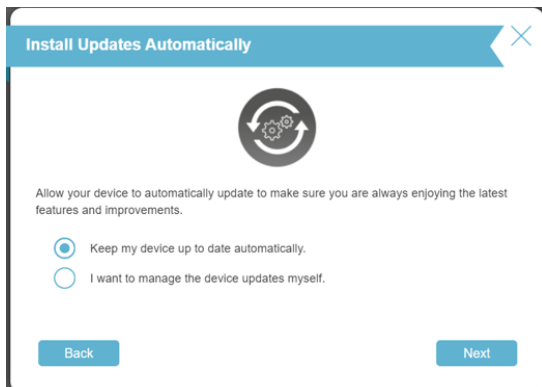 Install Updates Automatically
Allow your device to automatically update to make sure you are always enjoying the latest
features and improvements.
Keep my device up to date automatically.
I want to manage the device updates myself.
Back
Next